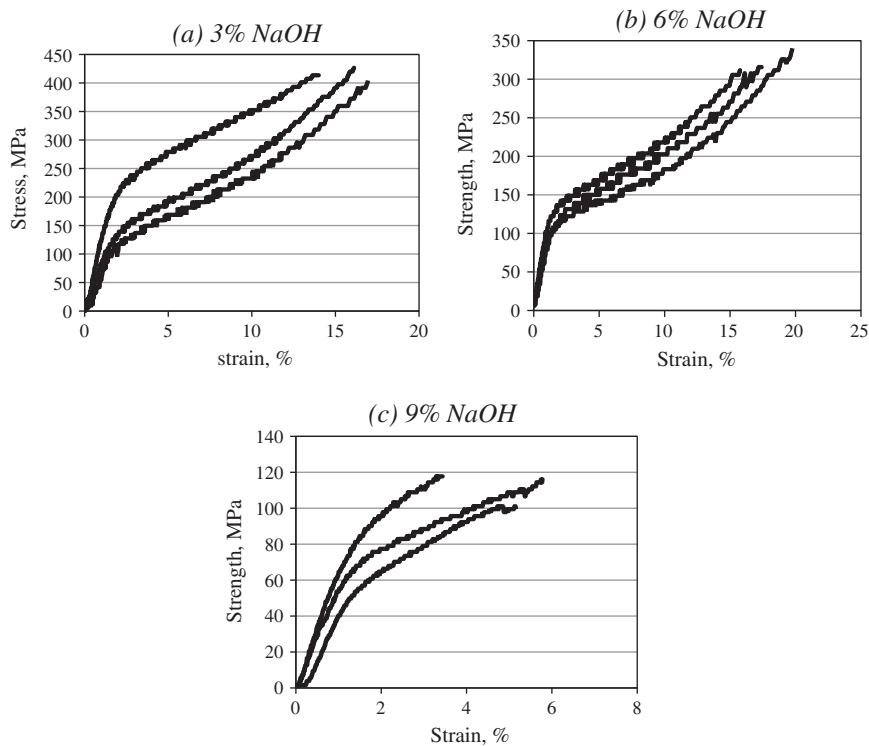 (a) 3% NaOH
450
400
350
300
250
200
150
100
50
0
Stress, MPa
0 5 10 15 20
strain, %
(b) 6% NaOH
350
300
250
200
150
100
50
0
Strength, MPa
0 5 10 15 20 25
Strain, %
(c) 9% NaOH
140
120
100
80
60
40
20
0
Strength, MPa
0 2 4 6 8
Strain, %